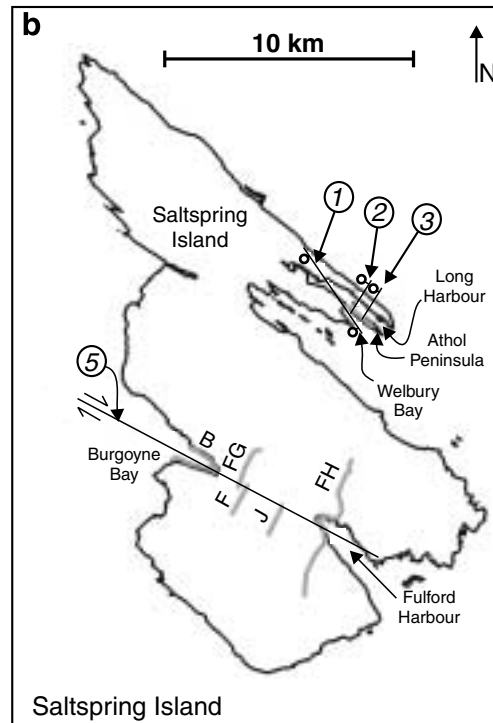 b
10 km
N
1
2
3
Saltspring
Island
Long
Harbour
Athol
Peninsula
Welbury
Bay
5
B
FG
Burgoyne
Bay
F
J
FH
Fulford
Harbour
Saltspring Island